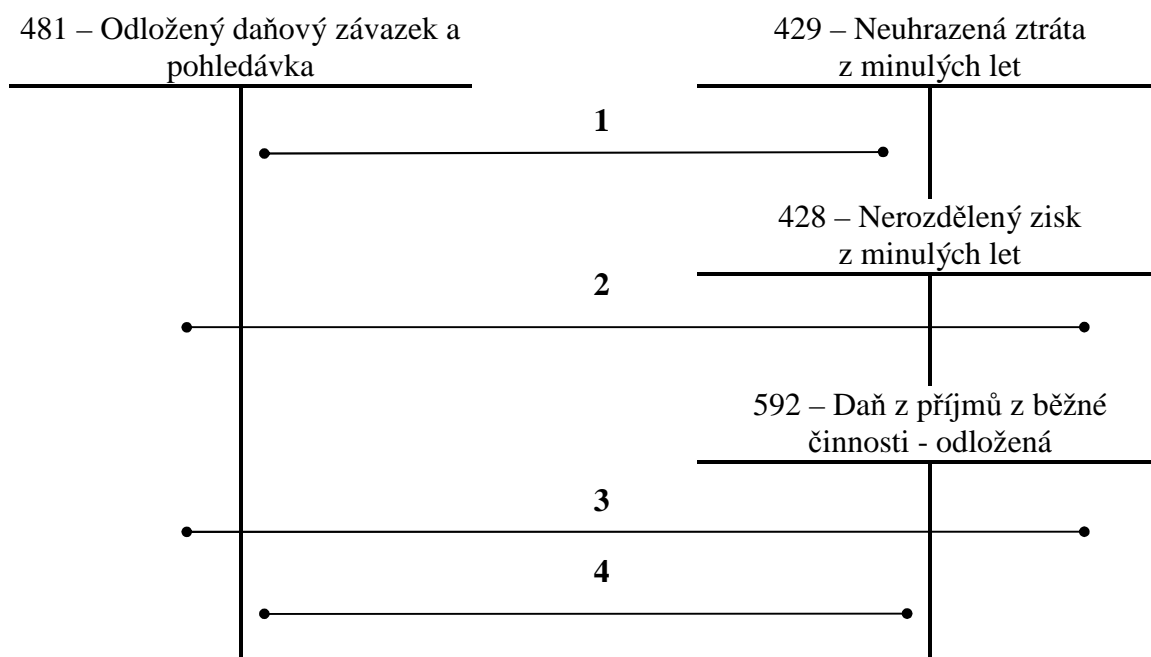 481 – Odložený daňový závazek a
pohledávka
429 – Neuhrazená ztráta
z minulých let
1
428 – Nerozdělený zisk
z minulých let
2
592 – Daň z příjmů z běžné
činnosti - odložená
3
4